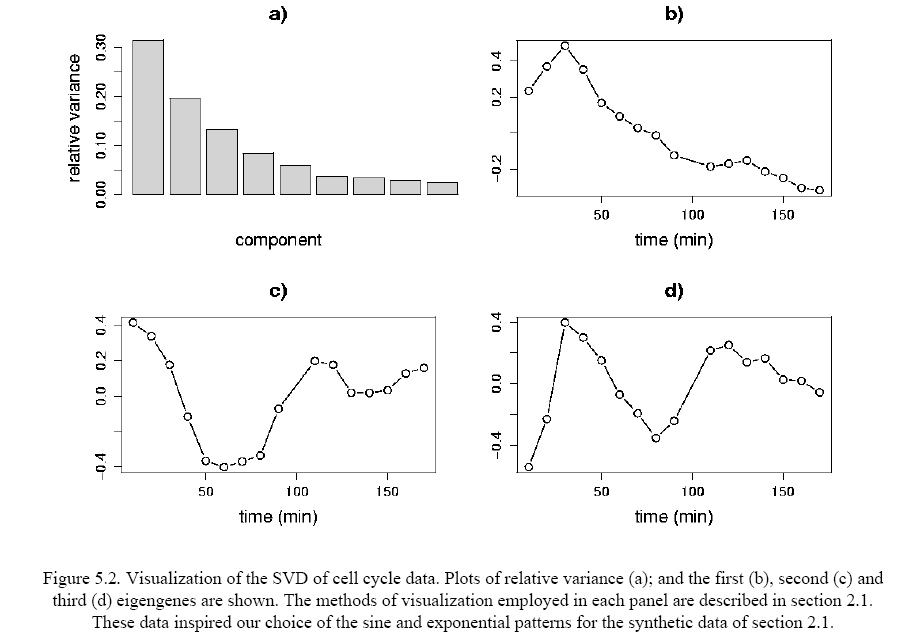 a)
b)
relative variance
0.30
0.20
0.10
0.00
component
0.4
0.2
-0.2
50 100 150
time (min)
c)
d)
0.4
0.2
0.0
-0.4
50 100 150
time (min)
0.4
0.0
-0.4
50 100 150
time (min)
Figure 5.2. Visualization of the SVD of cell cycle data. Plots of relative variance (a); and the first (b), second (c) and
third (d) eigengenes are shown. The methods of visualization employed in each panel are described in section 2.1.
These data inspired our choice of the sine and exponential patterns for the synthetic data of section 2.1.